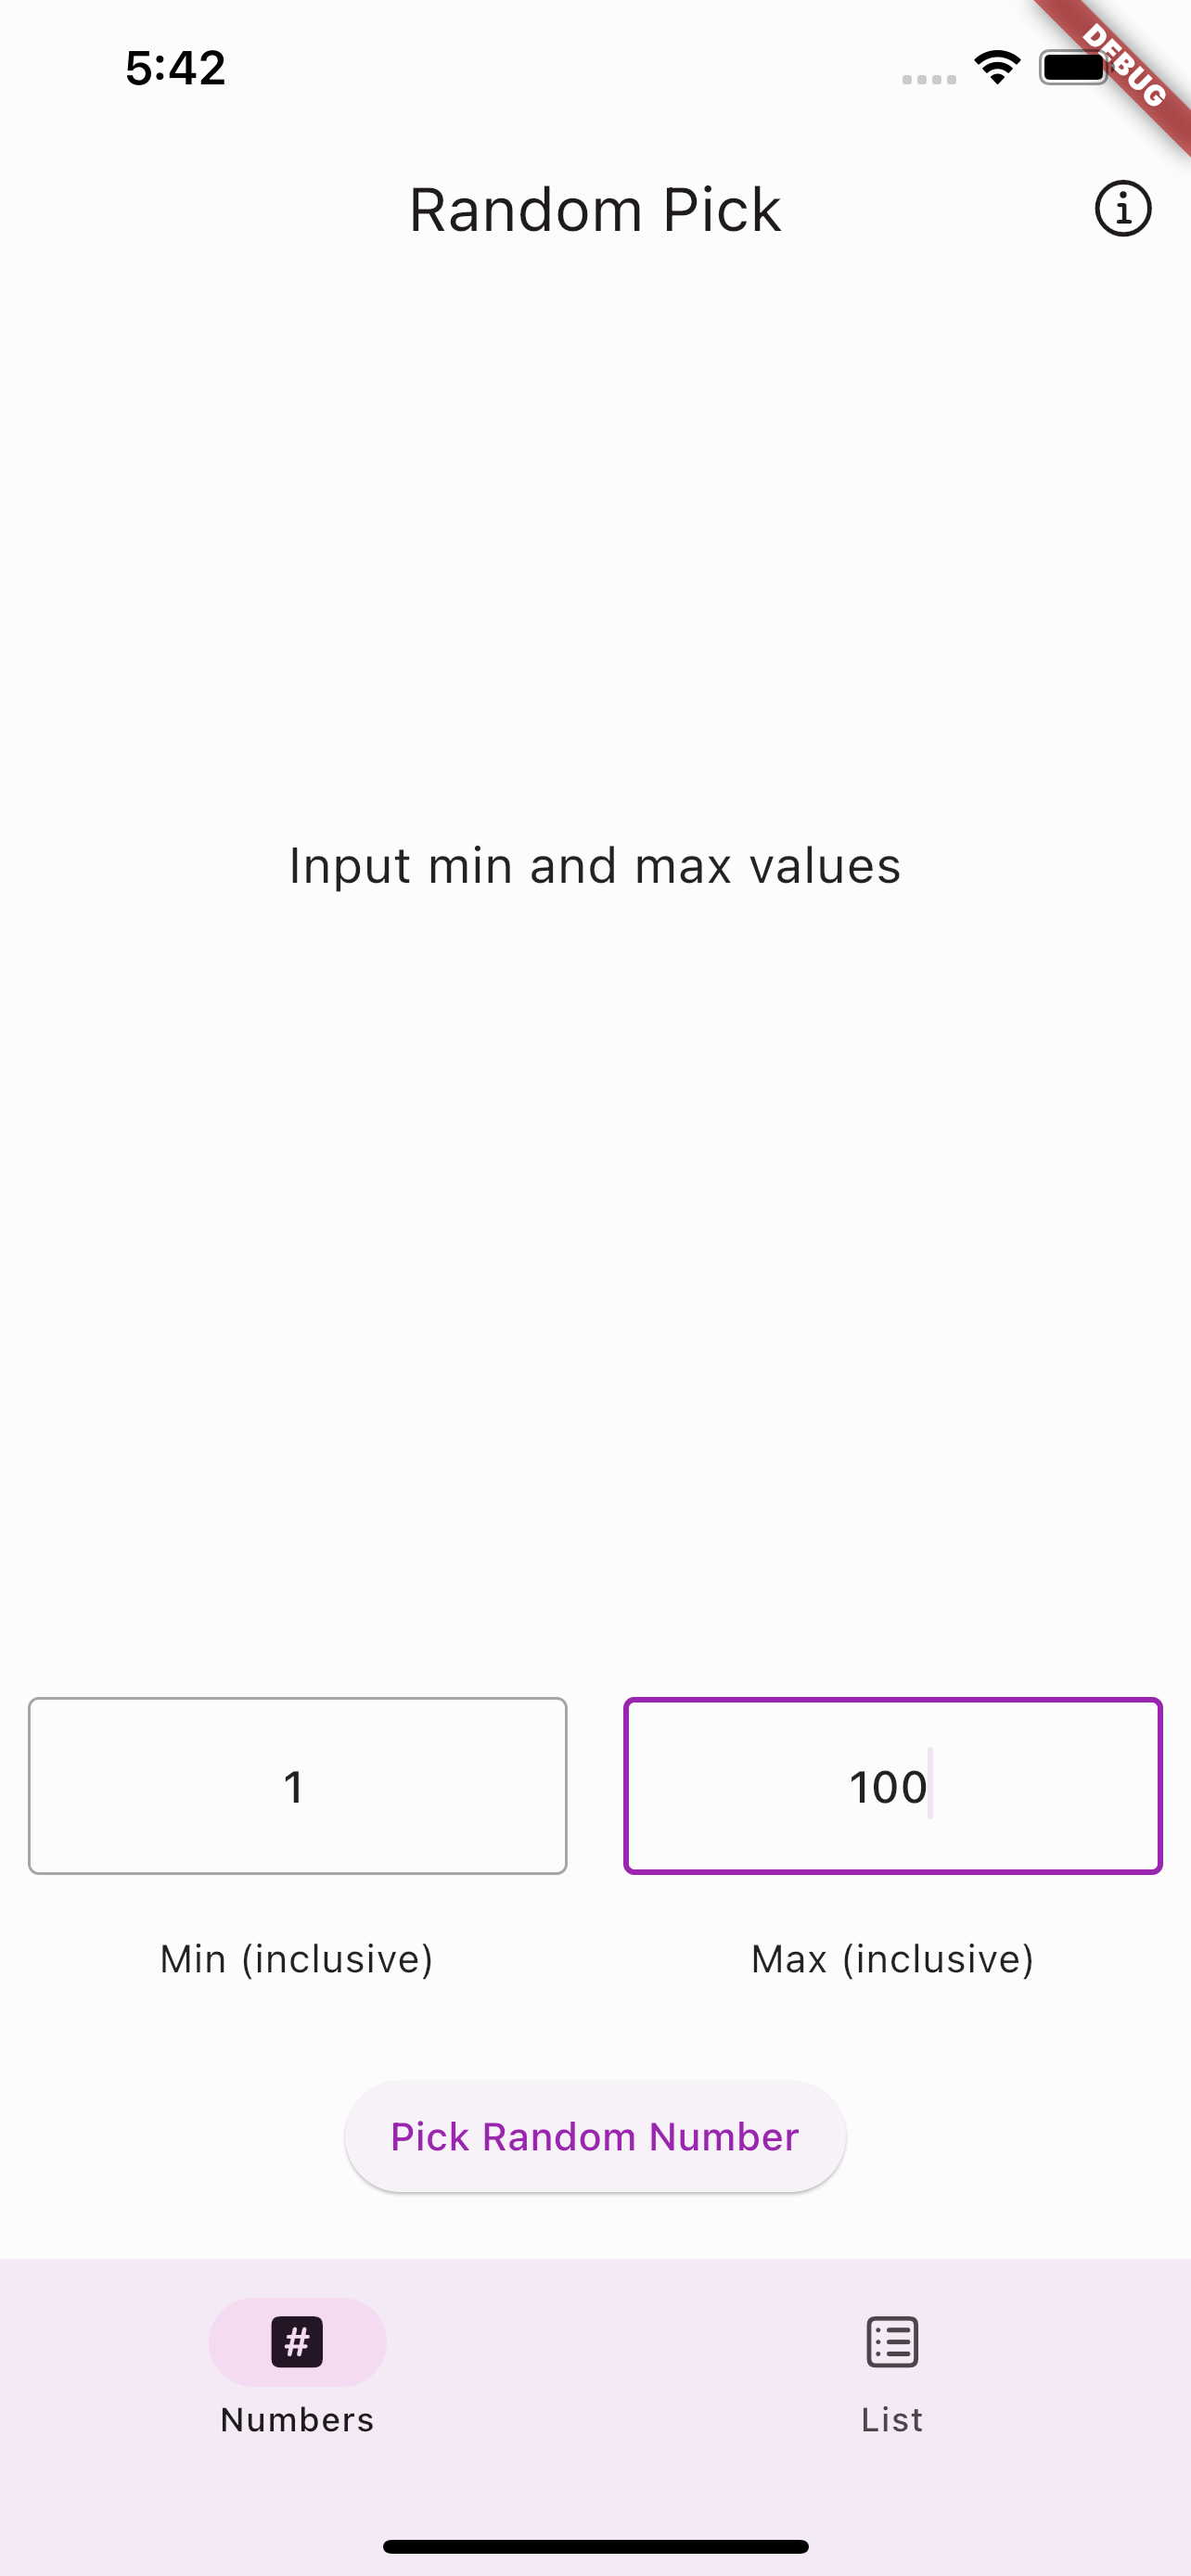 5:42
DEBUG
Random Pick
Input min and max values
1
100
Min (inclusive)
Max (inclusive)
Pick Random Number
#
Numbers
List